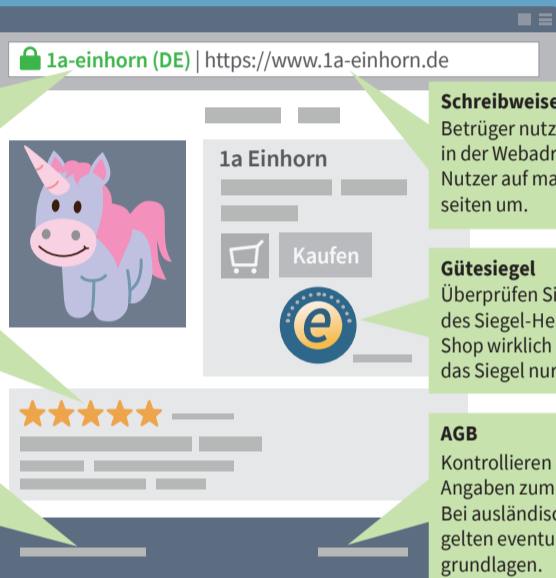 1a-einhorn (DE) | https://www.1a-einhorn.de
1a Einhorn
Kaufen
e
Schreibweise
Betrüger nutz
in der Webadr
Nutzer auf ma
seiten um.
Gütesiegel
Überprüfen Si
des Siegel-He
Shop wirklich
das Siegel nur
AGB
Kontrollieren
Angaben zum
Bei ausländisc
gelten eventu
grundlagen.